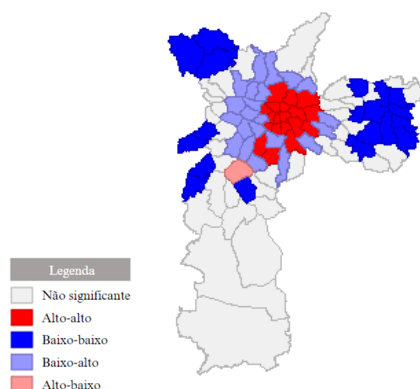 Legenda
Não significante
Alto-alto
Baixo-baixo
Baixo-alto
Alto-baixo